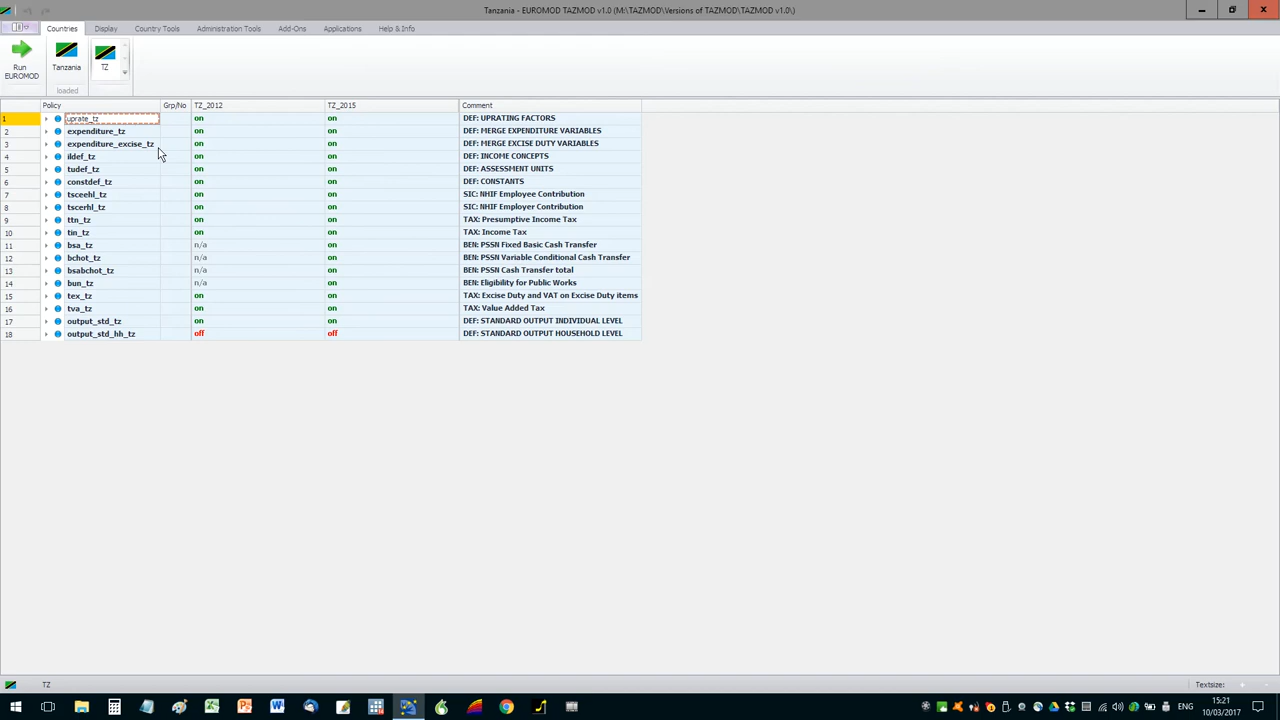 Tanzania - EUROMOD TAZMOD v1.0 (M:\TAZMOD\Versions of TAZMOD\TAZMOD v1.0\)
Countries Display Country Tools Administration Tools Add-Ons Applications Help & Info
Run EUROMOD
Tanzania
TZ
loaded
Policy Grp/No TZ_2012 TZ_2015 Comment
1 uprate_tz on on DEF: UPRATING FACTORS
2 expenditure_tz on on DEF: MERGE EXPENDITURE VARIABLES
3 expenditure_excise_tz on on DEF: MERGE EXCISE DUTY VARIABLES
4 ildef_tz on on DEF: INCOME CONCEPTS
5 tudef_tz on on DEF: ASSESSMENT UNITS
6 constdef_tz on on DEF: CONSTANTS
7 tsceehl_tz on on SIC: NHIF Employee Contribution
8 tscerhl_tz on on SIC: NHIF Employer Contribution
9 ttn_tz on on TAX: Presumptive Income Tax
10 tin_tz on on TAX: Income Tax
11 bsa_tz n/a on BEN: PSSN Fixed Basic Cash Transfer
12 bchot_tz n/a on BEN: PSSN Variable Conditional Cash Transfer
13 bsabchot_tz n/a on BEN: PSSN Cash Transfer total
14 bun_tz n/a on BEN: Eligibility for Public Works
15 tex_tz on on TAX: Excise Duty and VAT on Excise Duty items
16 tva_tz on on TAX: Value Added Tax
17 output_std_tz on on DEF: STANDARD OUTPUT INDIVIDUAL LEVEL
18 output_std_hh_tz off off DEF: STANDARD OUTPUT HOUSEHOLD LEVEL
TZ
Textsize:
15:21
10/03/2017